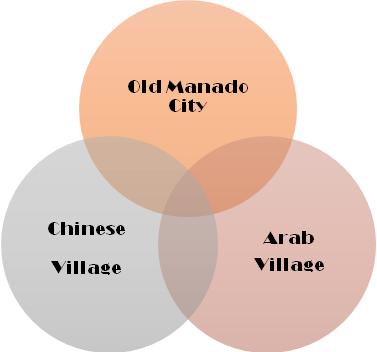 Old Manado
City
Chinese
Village
Arab
Village